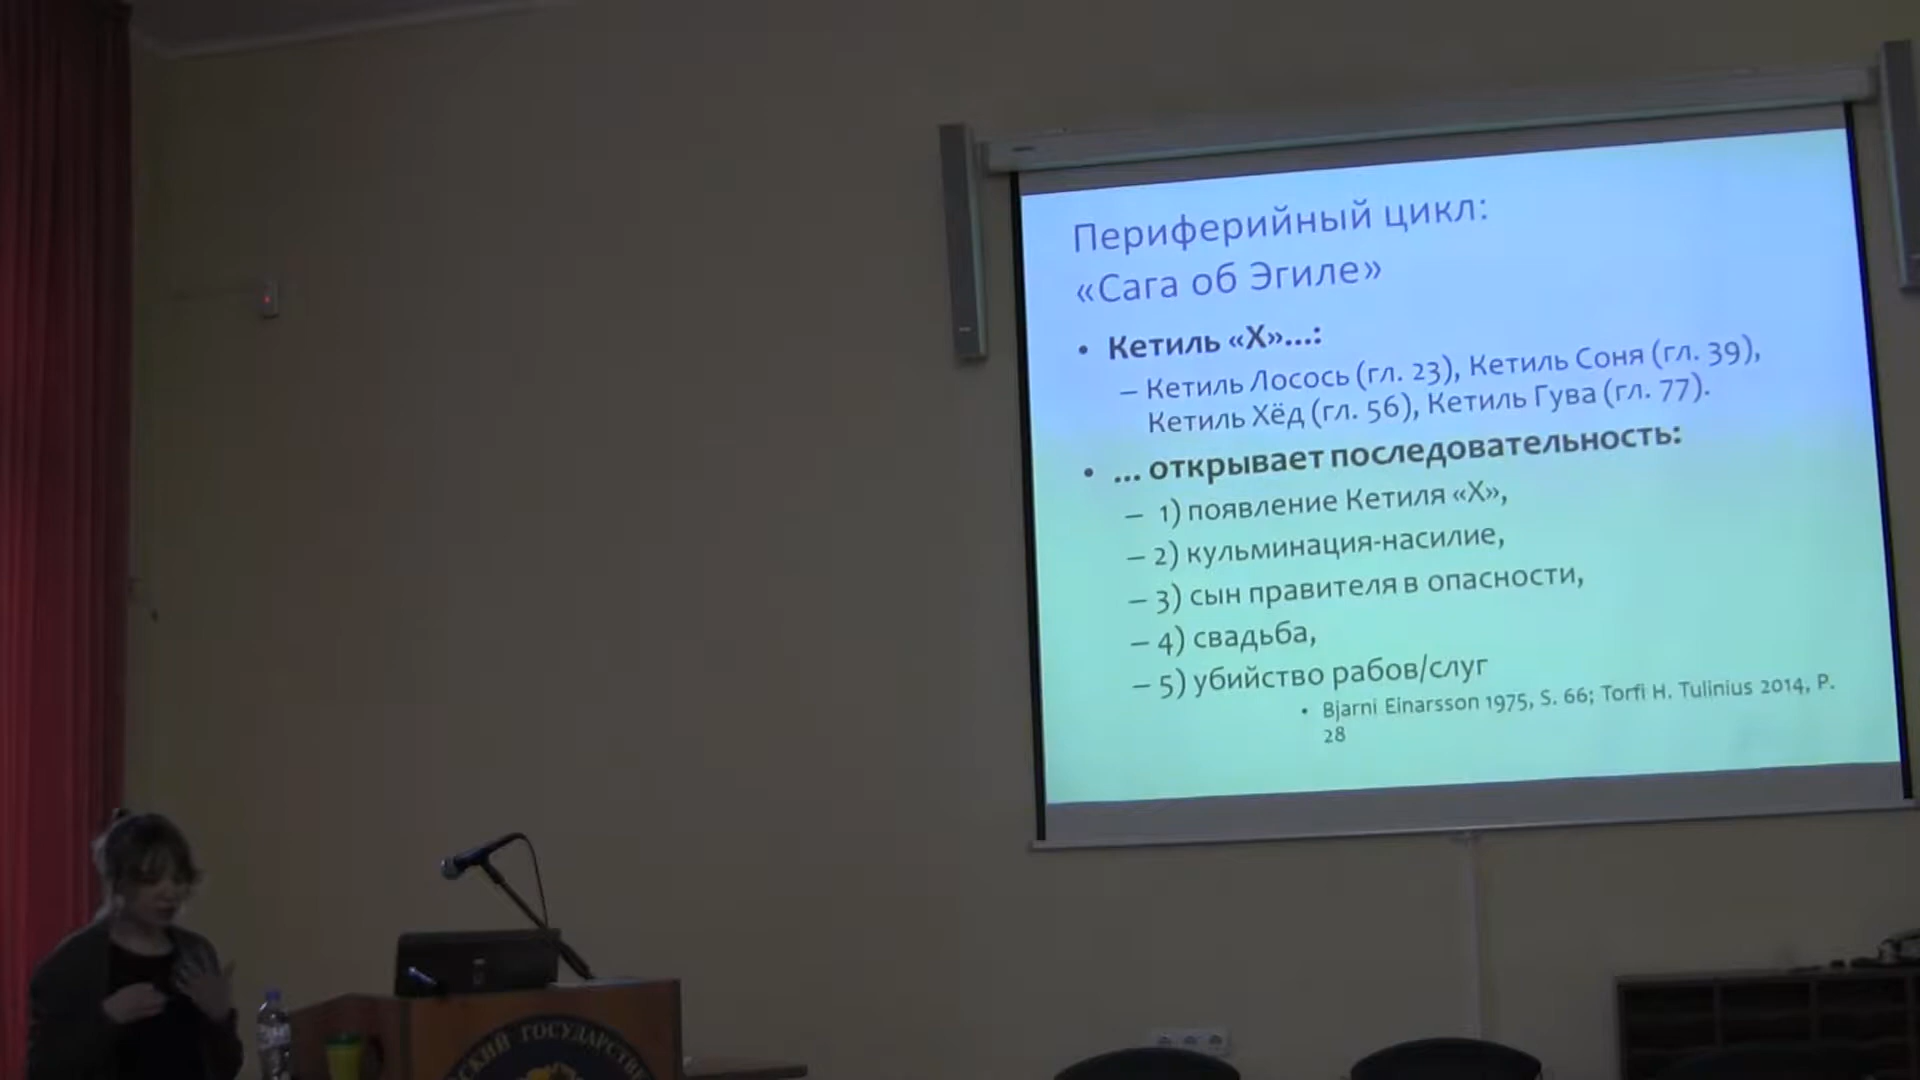 Периферийный цикл:
«Сага об Эгиле»
• Кетиль «Х»...:
– Кетиль Лосось (гл. 23), Кетиль Соня (гл. 39),
Кетиль Хёд (гл. 56), Кетиль Гува (гл. 77).
• ... открывает последовательность:
– 1) появление Кетиля «Х»,
– 2) кульминация-насилие,
– 3) сын правителя в опасности,
– 4) свадьба,
– 5) убийство рабов/слуг
• Bjarni Einarsson 1975, S. 66; Torfi H. Tulinius 2014, P.
28